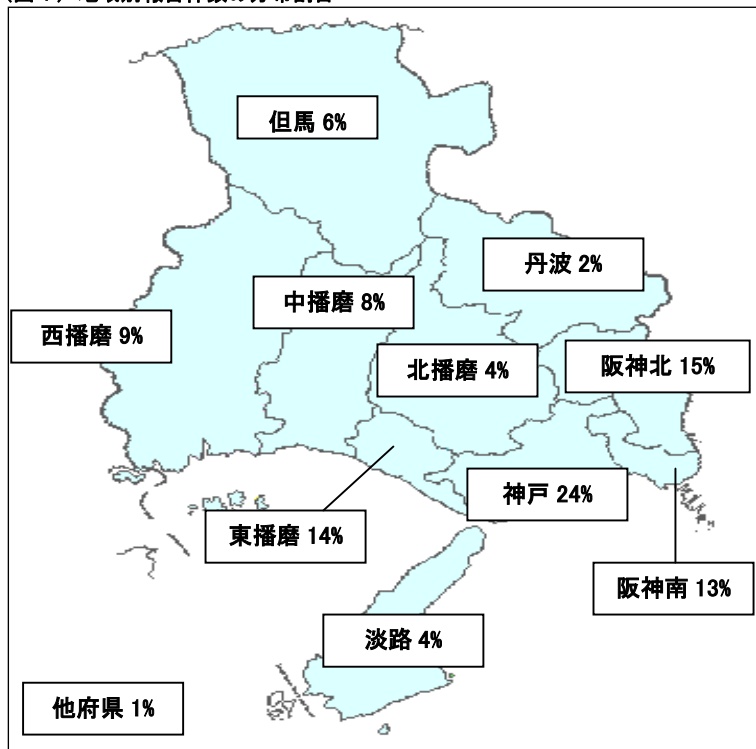 但馬 6%
丹波 2%
中播磨 8%
西播磨 9%
北播磨 4%
阪神北 15%
神戸 24%
東播磨 14%
阪神南 13%
淡路 4%
他府県 1%